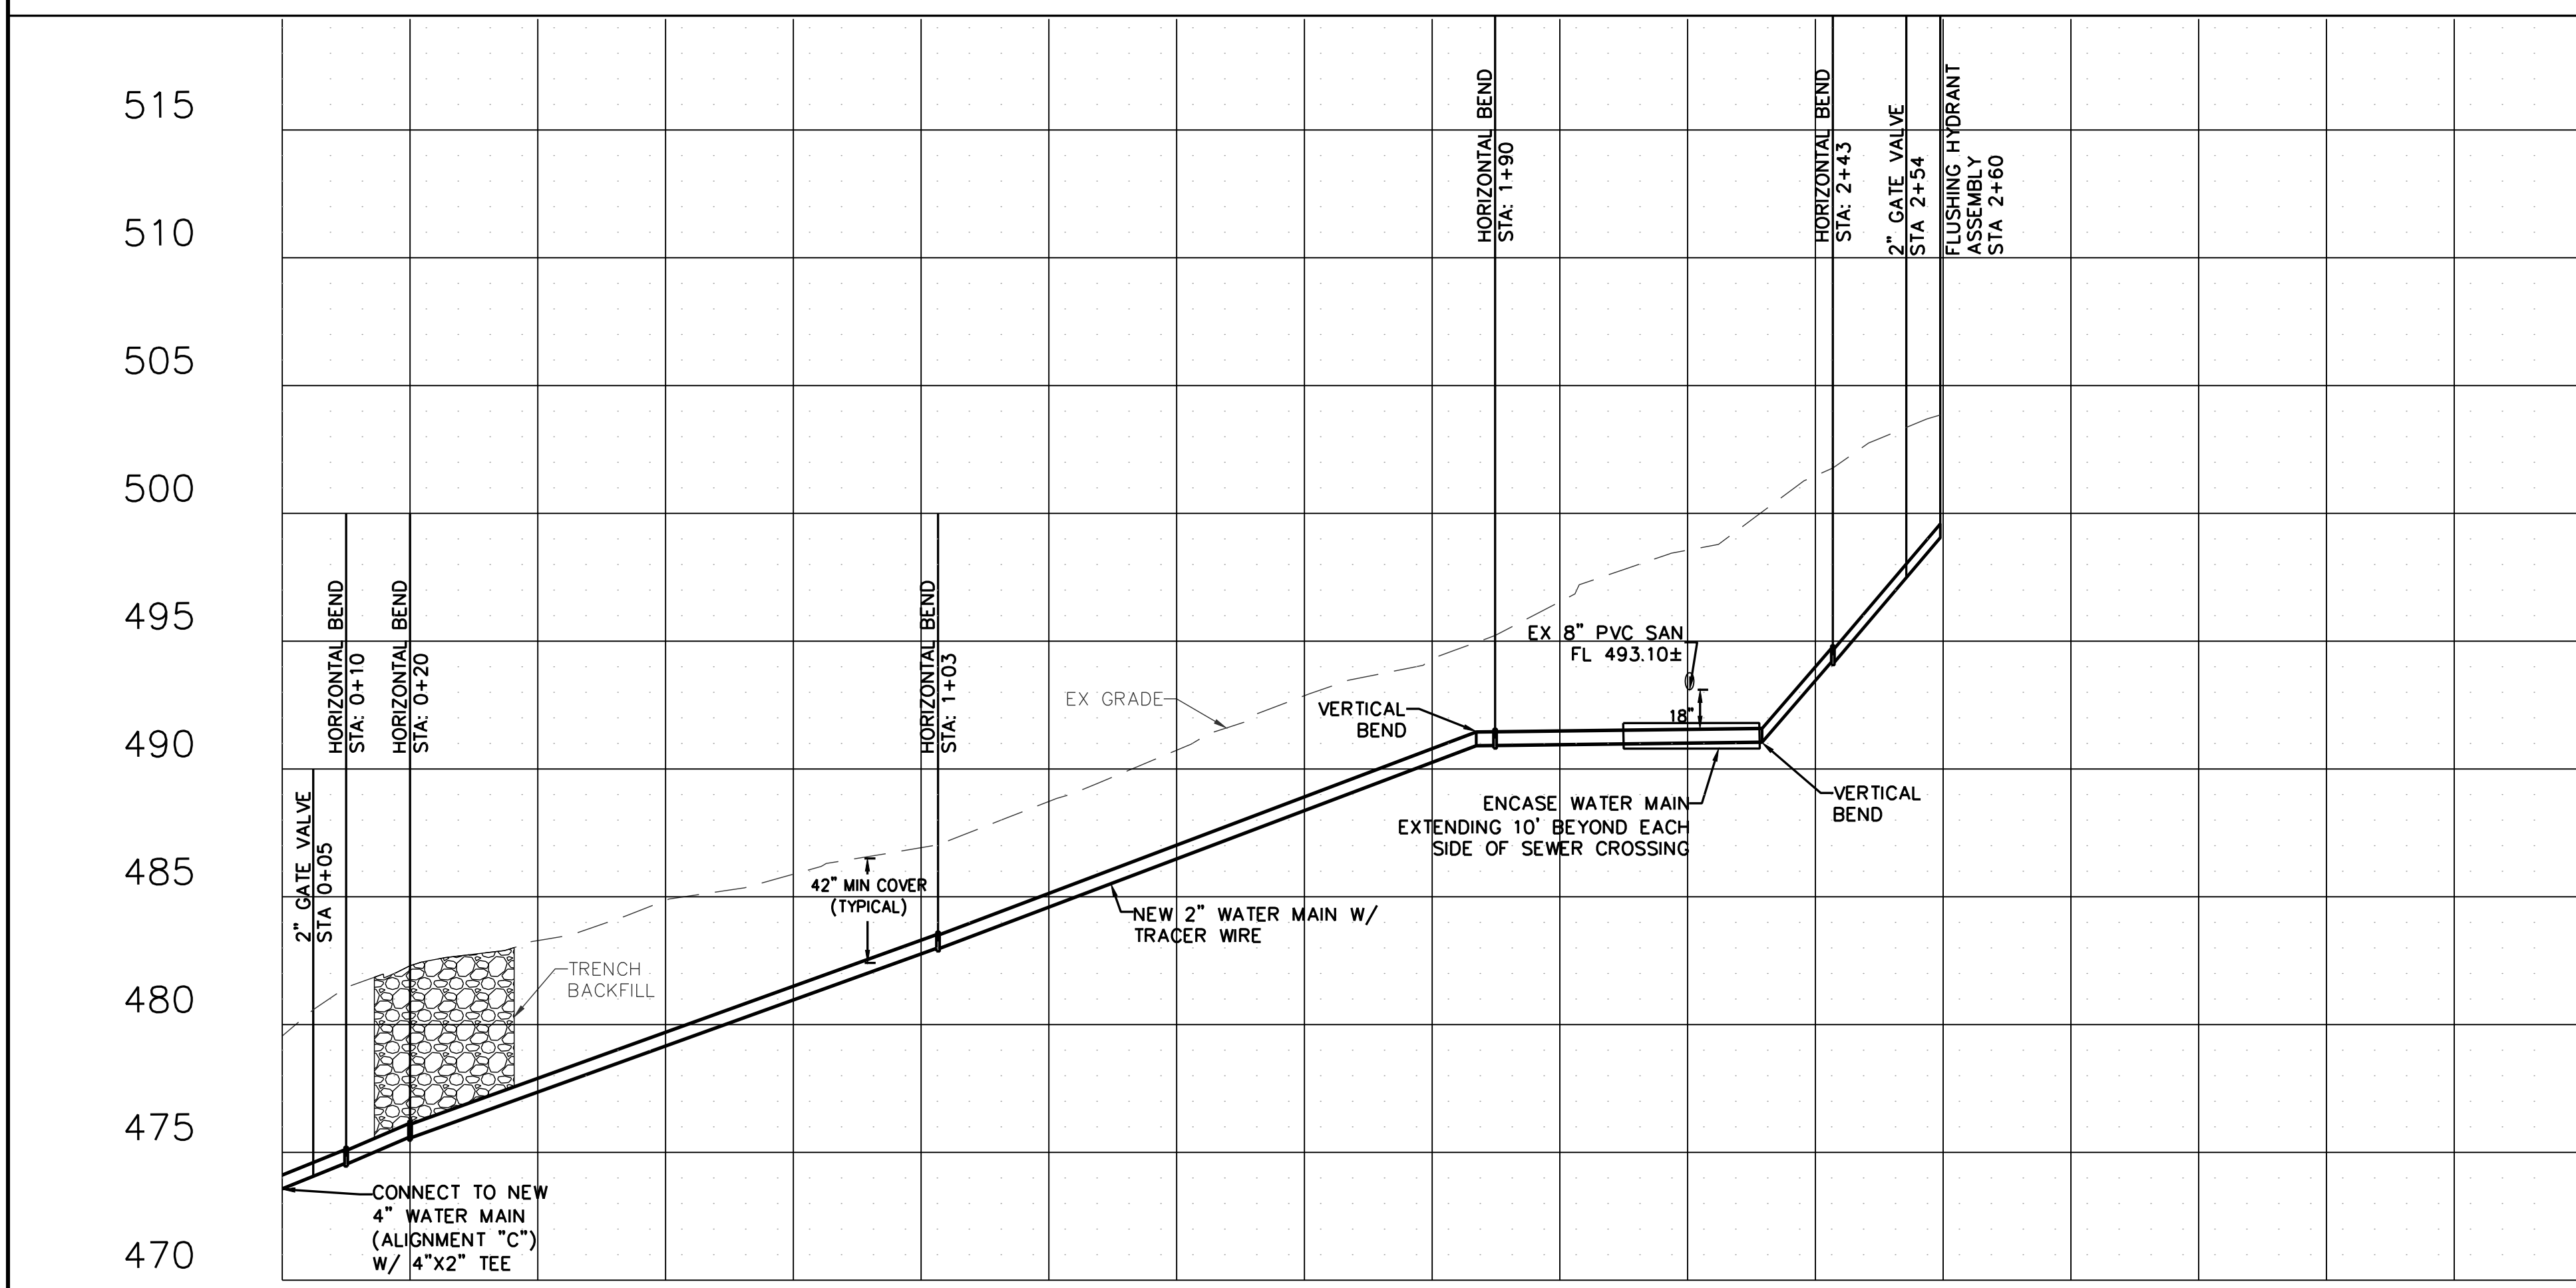 515
510
505
500
495
490
485
480
475
470
2" GATE VALVE
STA 0+05
HORIZONTAL BEND
STA: 0+10
HORIZONTAL BEND
STA: 0+20
HORIZONTAL BEND
STA: 1+03
HORIZONTAL BEND
STA: 1+90
HORIZONTAL BEND
STA: 2+43
2" GATE VALVE
STA 2+54
FLUSHING HYDRANT
ASSEMBLY
STA 2+60
EX 8" PVC SAN
FL 493.10±
18"
EX GRADE
VERTICAL
BEND
VERTICAL
BEND
ENCASE WATER MAIN
EXTENDING 10' BEYOND EACH
SIDE OF SEWER CROSSING
42" MIN COVER
(TYPICAL)
NEW 2" WATER MAIN W/
TRACER WIRE
TRENCH
BACKFILL
CONNECT TO NEW
4" WATER MAIN
(ALIGNMENT "C")
W/ 4"X2" TEE